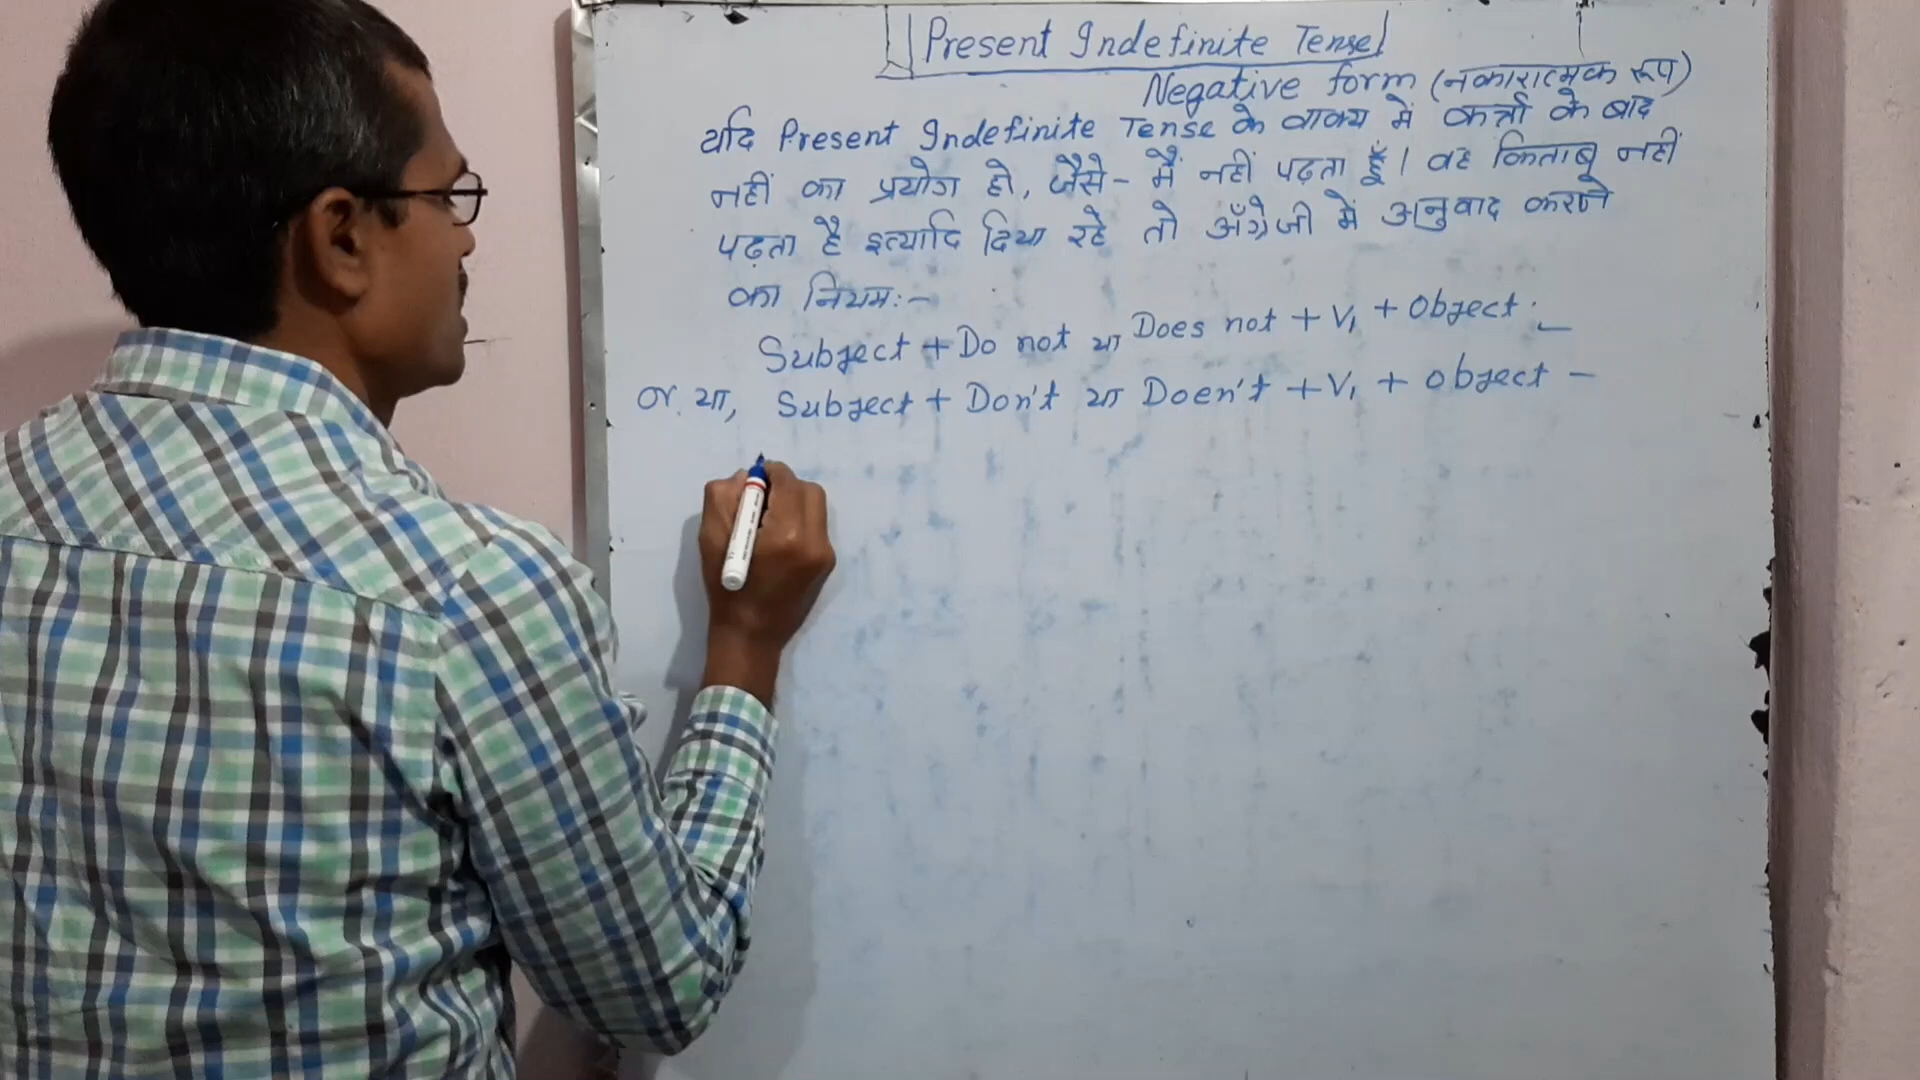 Present Indefinite Tense
Negative form (नकारात्मक रूप)
यदि Present Indefinite Tense के वाक्य में कर्त्ता के बाद
नहीं का प्रयोग हो, जैसे- मैं नहीं पढ़ता हूँ। वह किताब नहीं
पढ़ता है इत्यादि दिया रहे तो अँग्रेजी में अनुवाद करने
का नियम:-
Subject + Do not या Does not + V₁ + Object.
or. या, Subject + Don't या Doen't + V₁ + object -